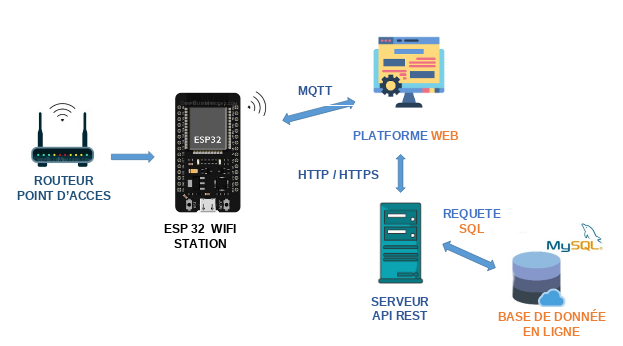 MQTT
ESP32
PLATFORME WEB
ROUTEUR
POINT D'ACCES
HTTP / HTTPS
ESP 32 WIFI
STATION
REQUETE
SQL
MySQL
SERVEUR
API REST
BASE DE DONNÉE
EN LIGNE